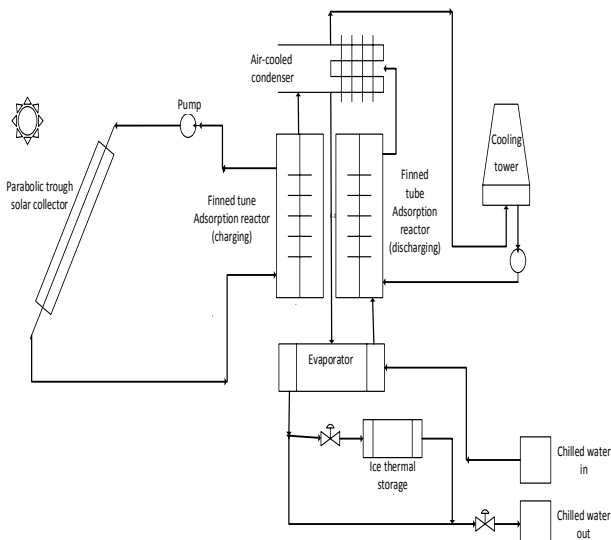 Air-cooled
condenser
Pump
Cooling
tower
Parabolic trough
solar collector
Finned tune
Adsorption reactor
(charging)
Finned
tube
Adsorption
reactor
(discharging)
Evaporator
Ice thermal
storage
Chilled water
in
Chilled water
out